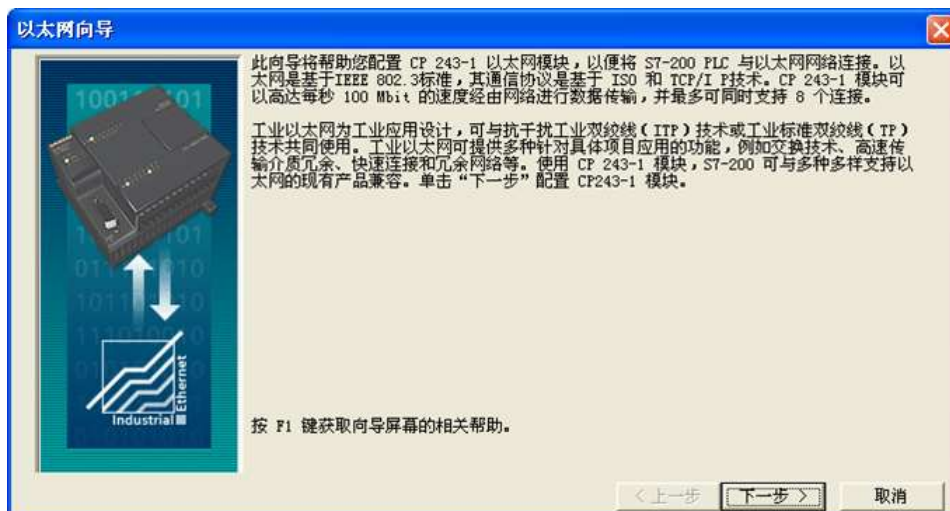 以太网向导
此向导将帮助您配置 CP 243-1 以太网模块，以便将 S7-200 PLC 与以太网网络连接。以
太网是基于IEEE 802.3标准，其通信协议是基于 ISO 和 TCP/I P技术。CP 243-1 模块可
以高达每秒 100 Mbit 的速度经由网络进行数据传输，并最多可同时支持 8 个连接。
工业以太网为工业应用设计，可与抗干扰工业双绞线(ITP)技术或工业标准双绞线(TP)
技术共同使用。工业以太网可提供多种针对具体项目应用的功能，例如交换技术、高速传
输介质冗余、快速连接和冗余网络等。使用 CP 243-1 模块，S7-200 可与多种多样支持以
太网的现有产品兼容。单击“下一步”配置 CP243-1 模块。
Industrial
Ethernet
按 F1 键获取向导屏幕的相关帮助。
<上一步
下一步>
取消